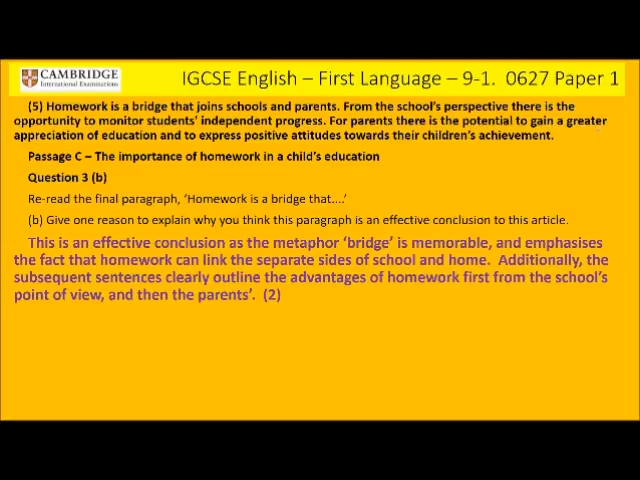 CAMBRIDGE
International Examinations
IGCSE English – First Language – 9-1.  0627 Paper 1
(5) Homework is a bridge that joins schools and parents. From the school's perspective there is the
opportunity to monitor students' independent progress. For parents there is the potential to gain a greater
appreciation of education and to express positive attitudes towards their children's achievement.
Passage C – The importance of homework in a child's education
Question 3 (b)
Re-read the final paragraph, 'Homework is a bridge that....'
(b) Give one reason to explain why you think this paragraph is an effective conclusion to this article.
This is an effective conclusion as the metaphor 'bridge' is memorable, and emphasises
the fact that homework can link the separate sides of school and home.  Additionally, the
subsequent sentences clearly outline the advantages of homework first from the school's
point of view, and then the parents'.  (2)